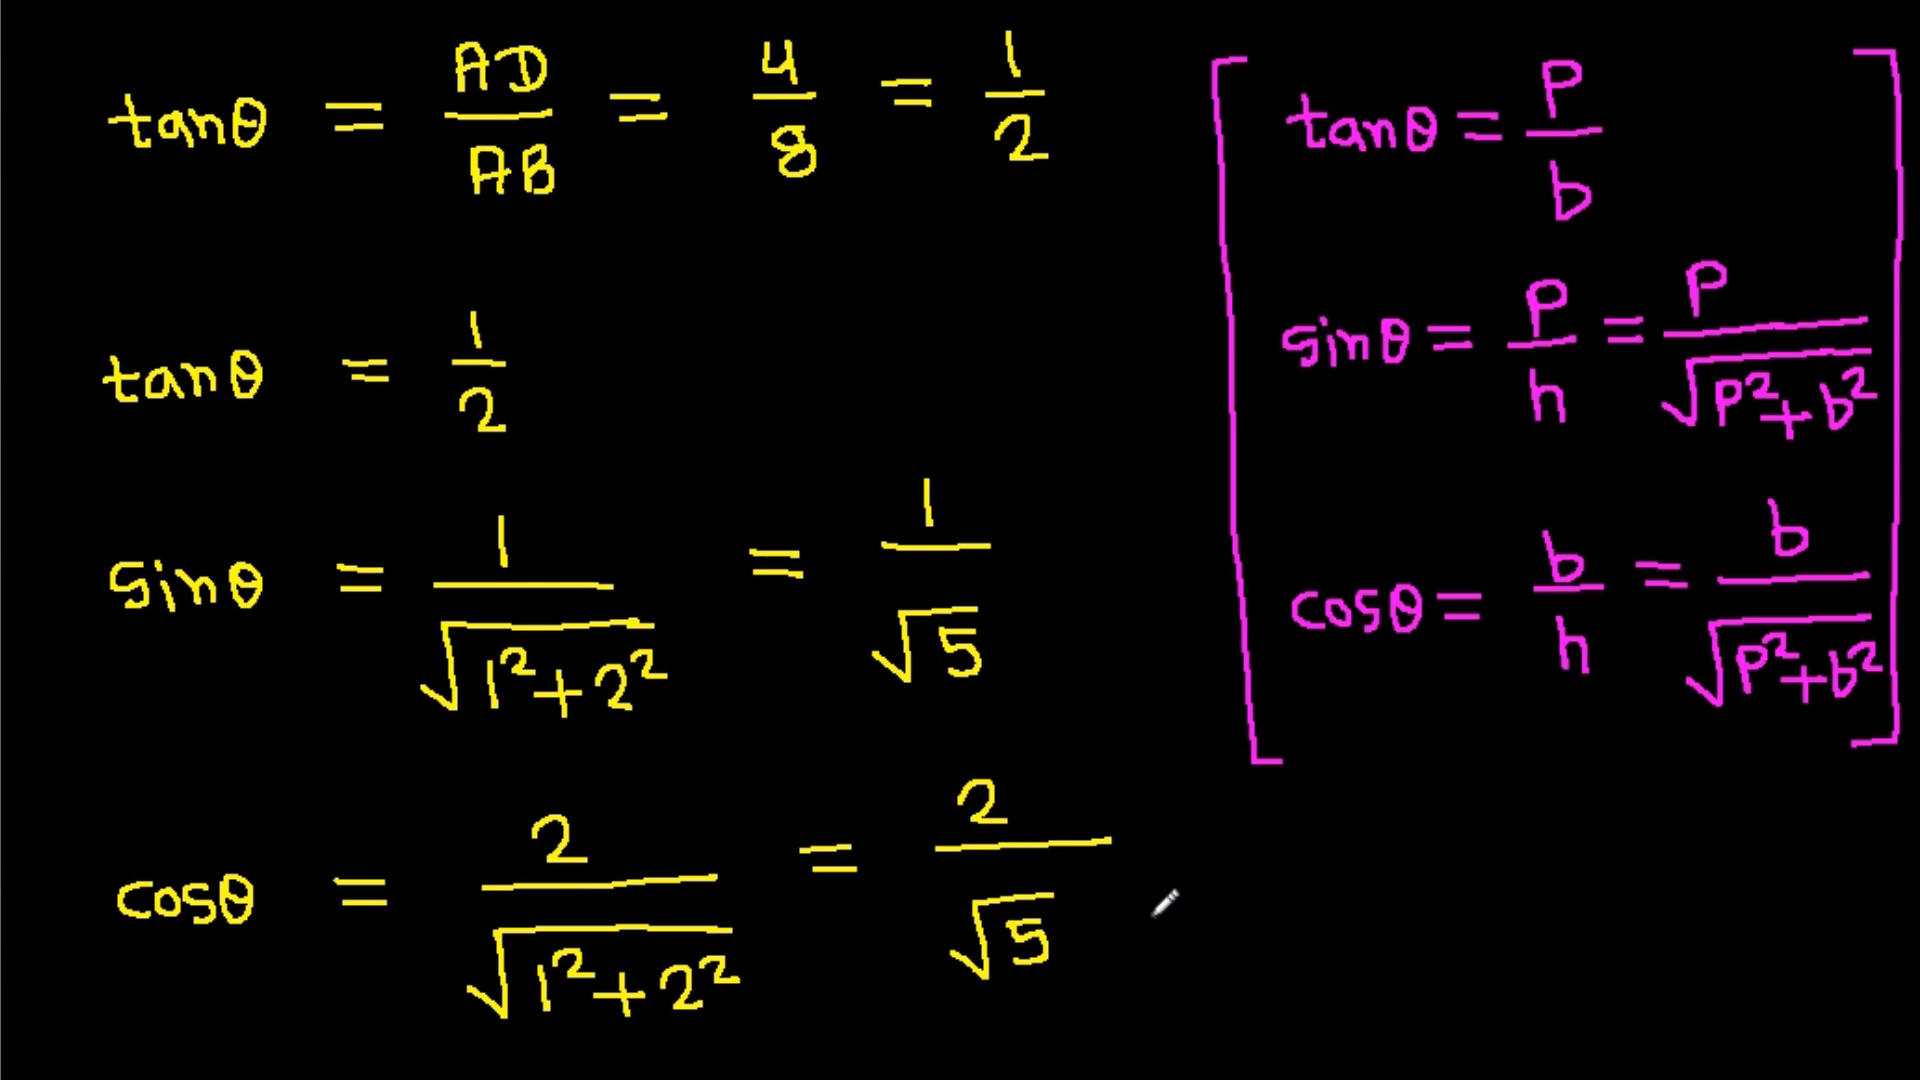 tanθ = AD/AB = 4/8 = 1/2
tanθ = 1/2
sinθ = 1/√(1²+2²) = 1/√5
cosθ = 2/√(1²+2²) = 2/√5
[ tanθ = P/b
sinθ = P/h = P/√(P²+b²)
cosθ = b/h = b/√(P²+b²) ]